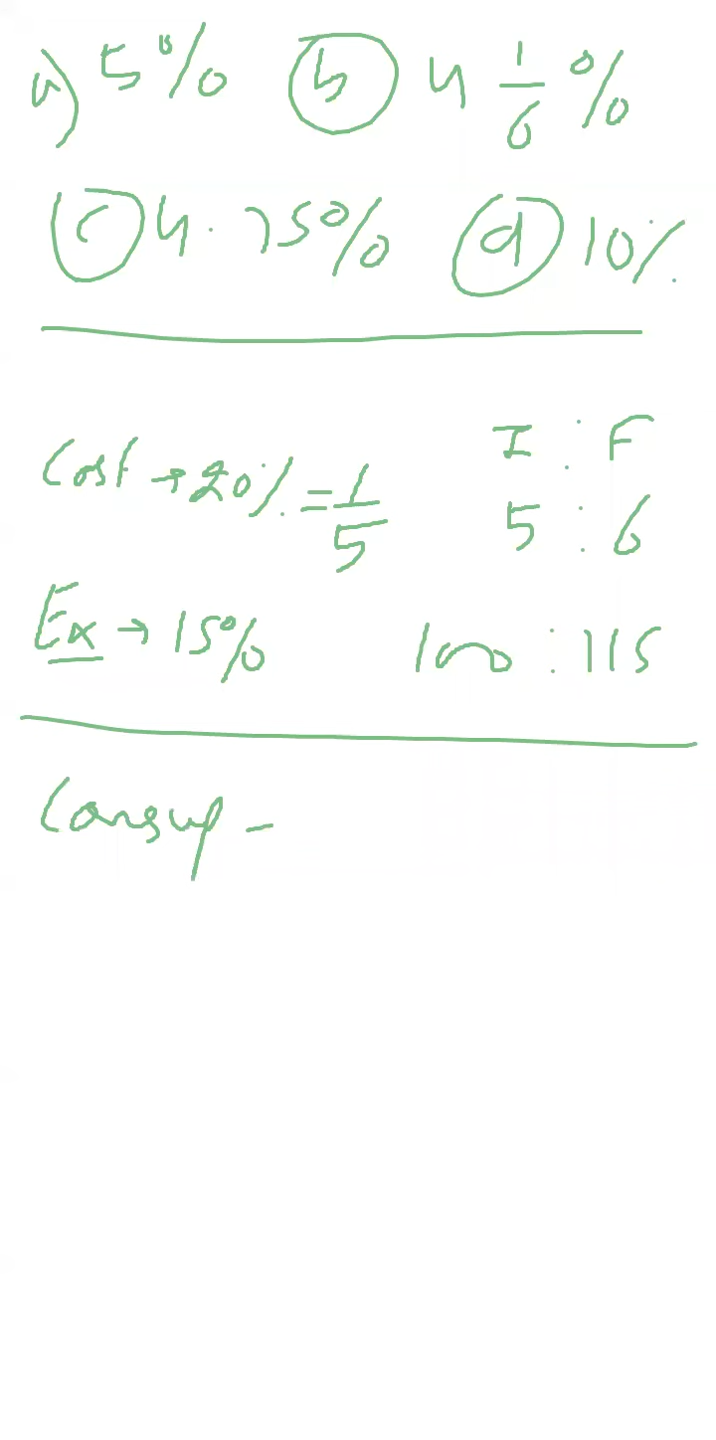 a) 5% b 4 1/6 %
c 4.75% d 10%
Cost → 20% = 1/5 I : F
5 : 6
Ex → 15% 100 : 115
Consup -